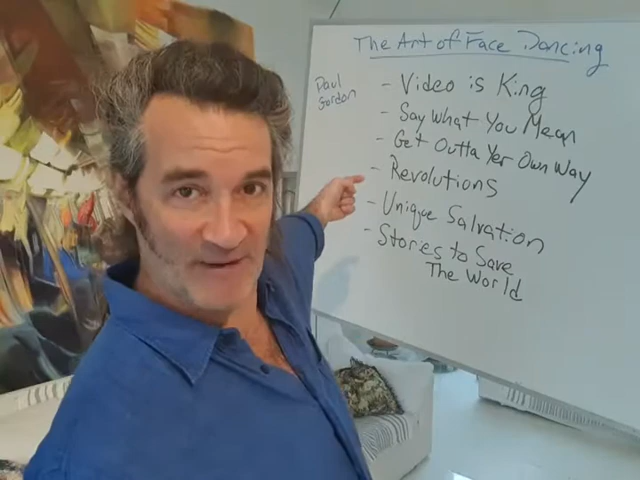 The Art of Face Dancing
Paul
Gordon
- Video is King
- Say What You Mean
- Get Outta Yer Own Way
- Revolutions
- Unique Salvation
- Stories to Save
The World